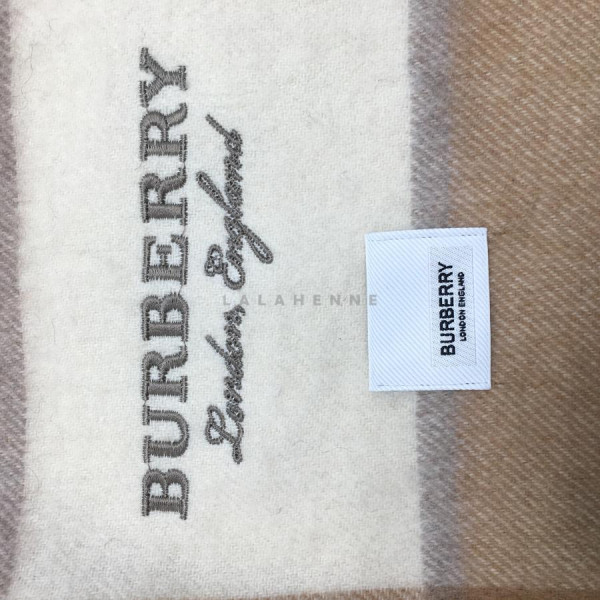 BURBERRY
London, England
LALAHENNE
BURBERRY
LONDON ENGLAND